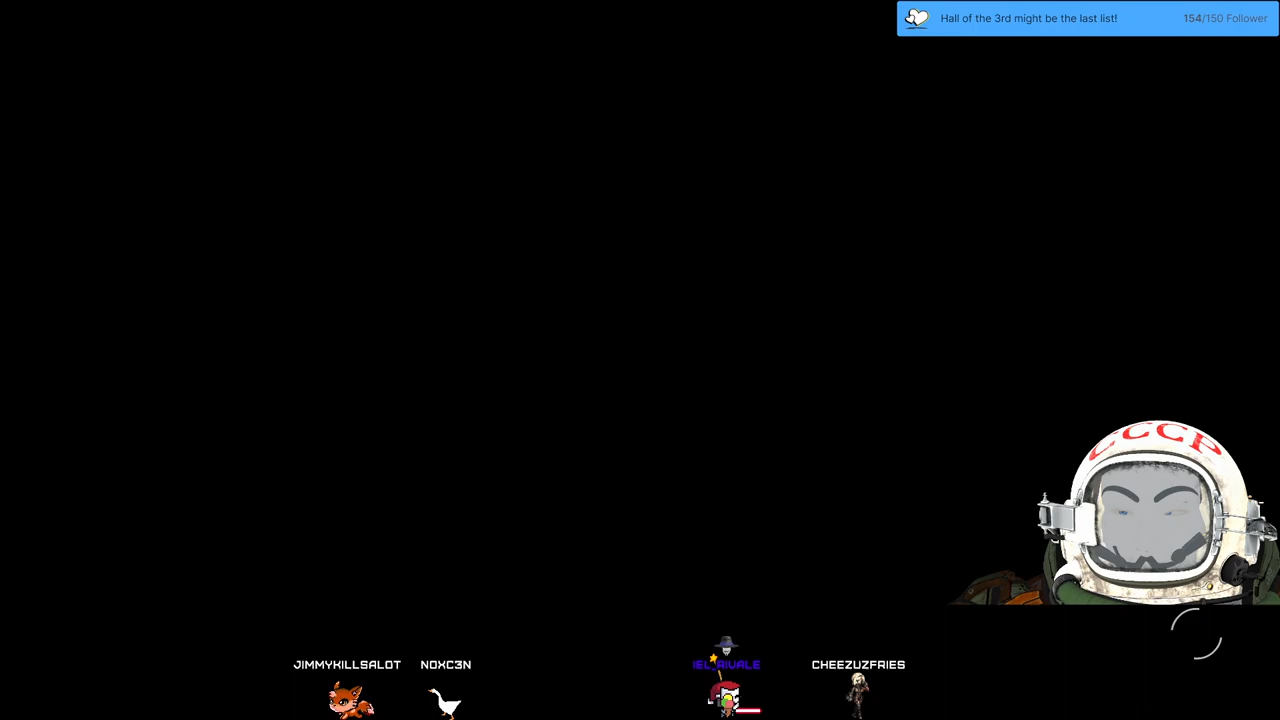 Hall of the 3rd might be the last list! 154/150 Follower
CCCP
JIMMYKILLSALOT NOXC3N CHEEZUZFRIES